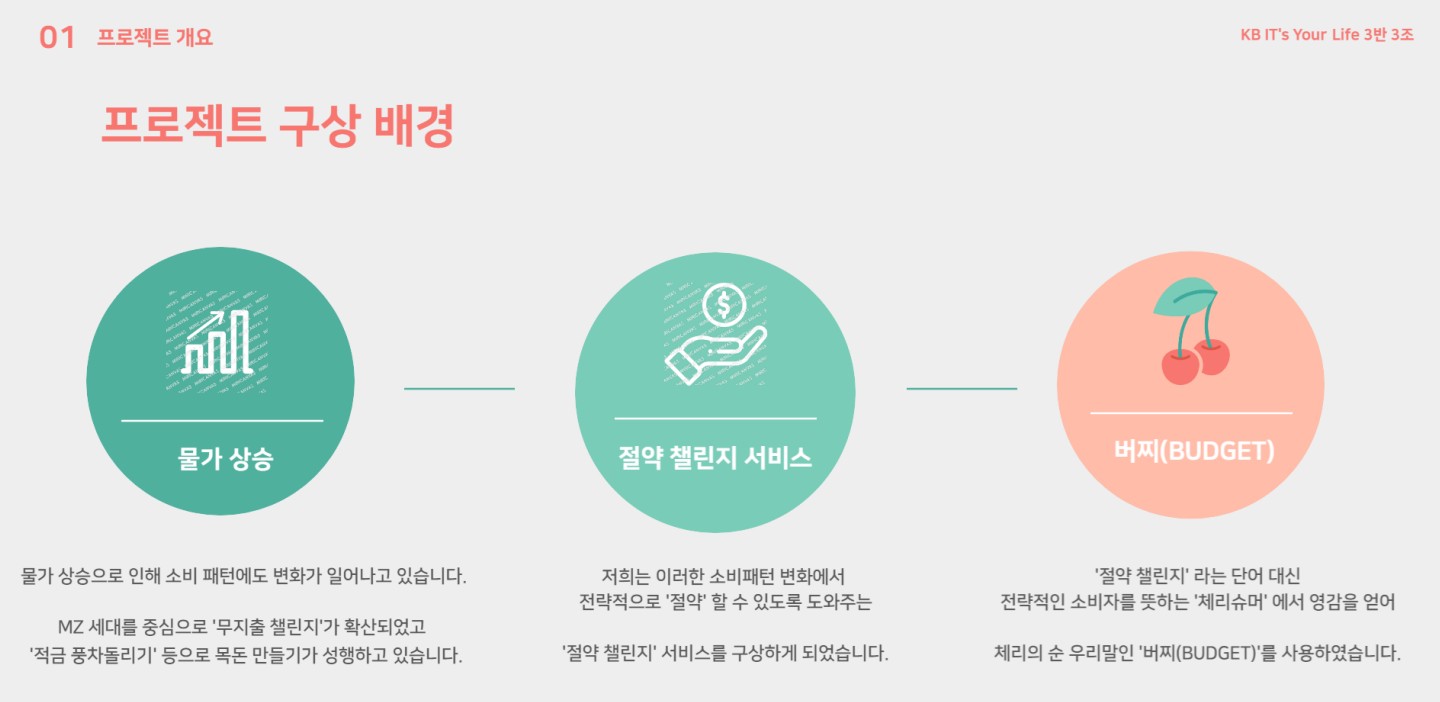 01 프로젝트 개요
KB IT's Your Life 3반 3조
프로젝트 구상 배경
물가 상승
절약 챌린지 서비스
버찌(BUDGET)
물가 상승으로 인해 소비 패턴에도 변화가 일어나고 있습니다.
MZ 세대를 중심으로 '무지출 챌린지'가 확산되었고
'적금 풍차돌리기' 등으로 목돈 만들기가 성행하고 있습니다.
저희는 이러한 소비패턴 변화에서
전략적으로 '절약' 할 수 있도록 도와주는
'절약 챌린지' 서비스를 구상하게 되었습니다.
'절약 챌린지' 라는 단어 대신
전략적인 소비자를 뜻하는 '체리슈머' 에서 영감을 얻어
체리의 순 우리말인 '버찌(BUDGET)'를 사용하였습니다.